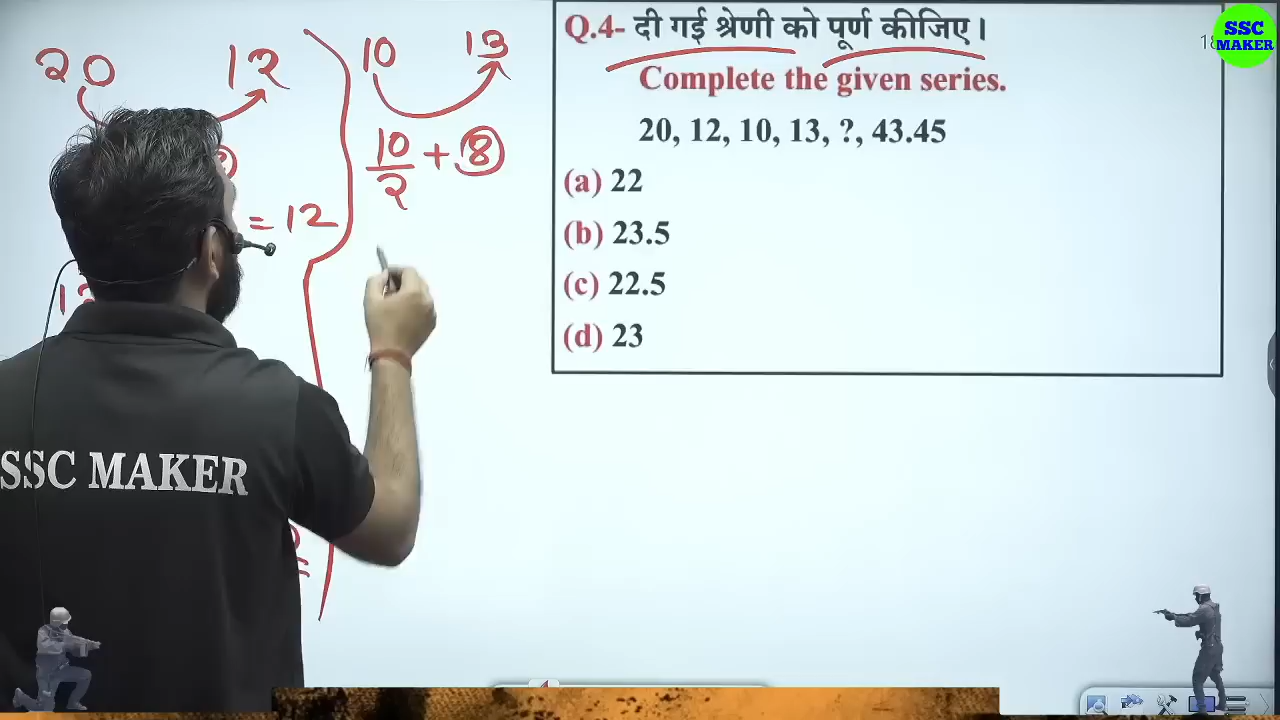 Q.4- दी गई श्रेणी को पूर्ण कीजिए।
Complete the given series.
20, 12, 10, 13, ?, 43.45
(a) 22
(b) 23.5
(c) 22.5
(d) 23
20 12
= 12
10 13
10/2 + 8
SSC MAKER
SSC
MAKER